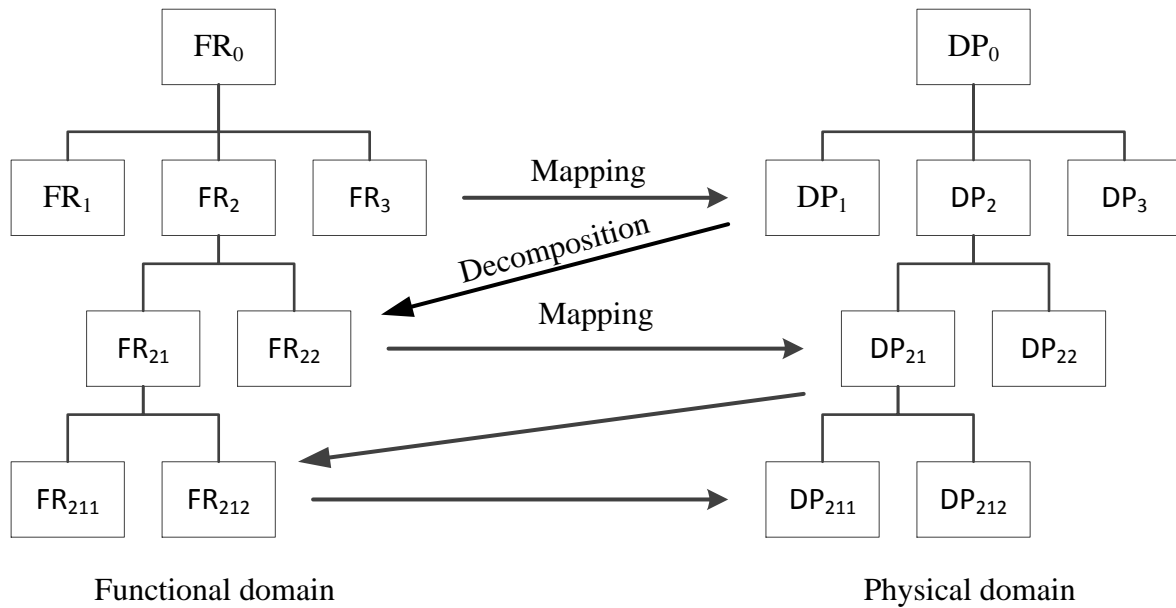 FR₀ DP₀
Mapping
FR₁ FR₂ FR₃ DP₁ DP₂ DP₃
Decomposition
Mapping
FR₂₁ FR₂₂ DP₂₁ DP₂₂
FR₂₁₁ FR₂₁₂ DP₂₁₁ DP₂₁₂
Functional domain Physical domain